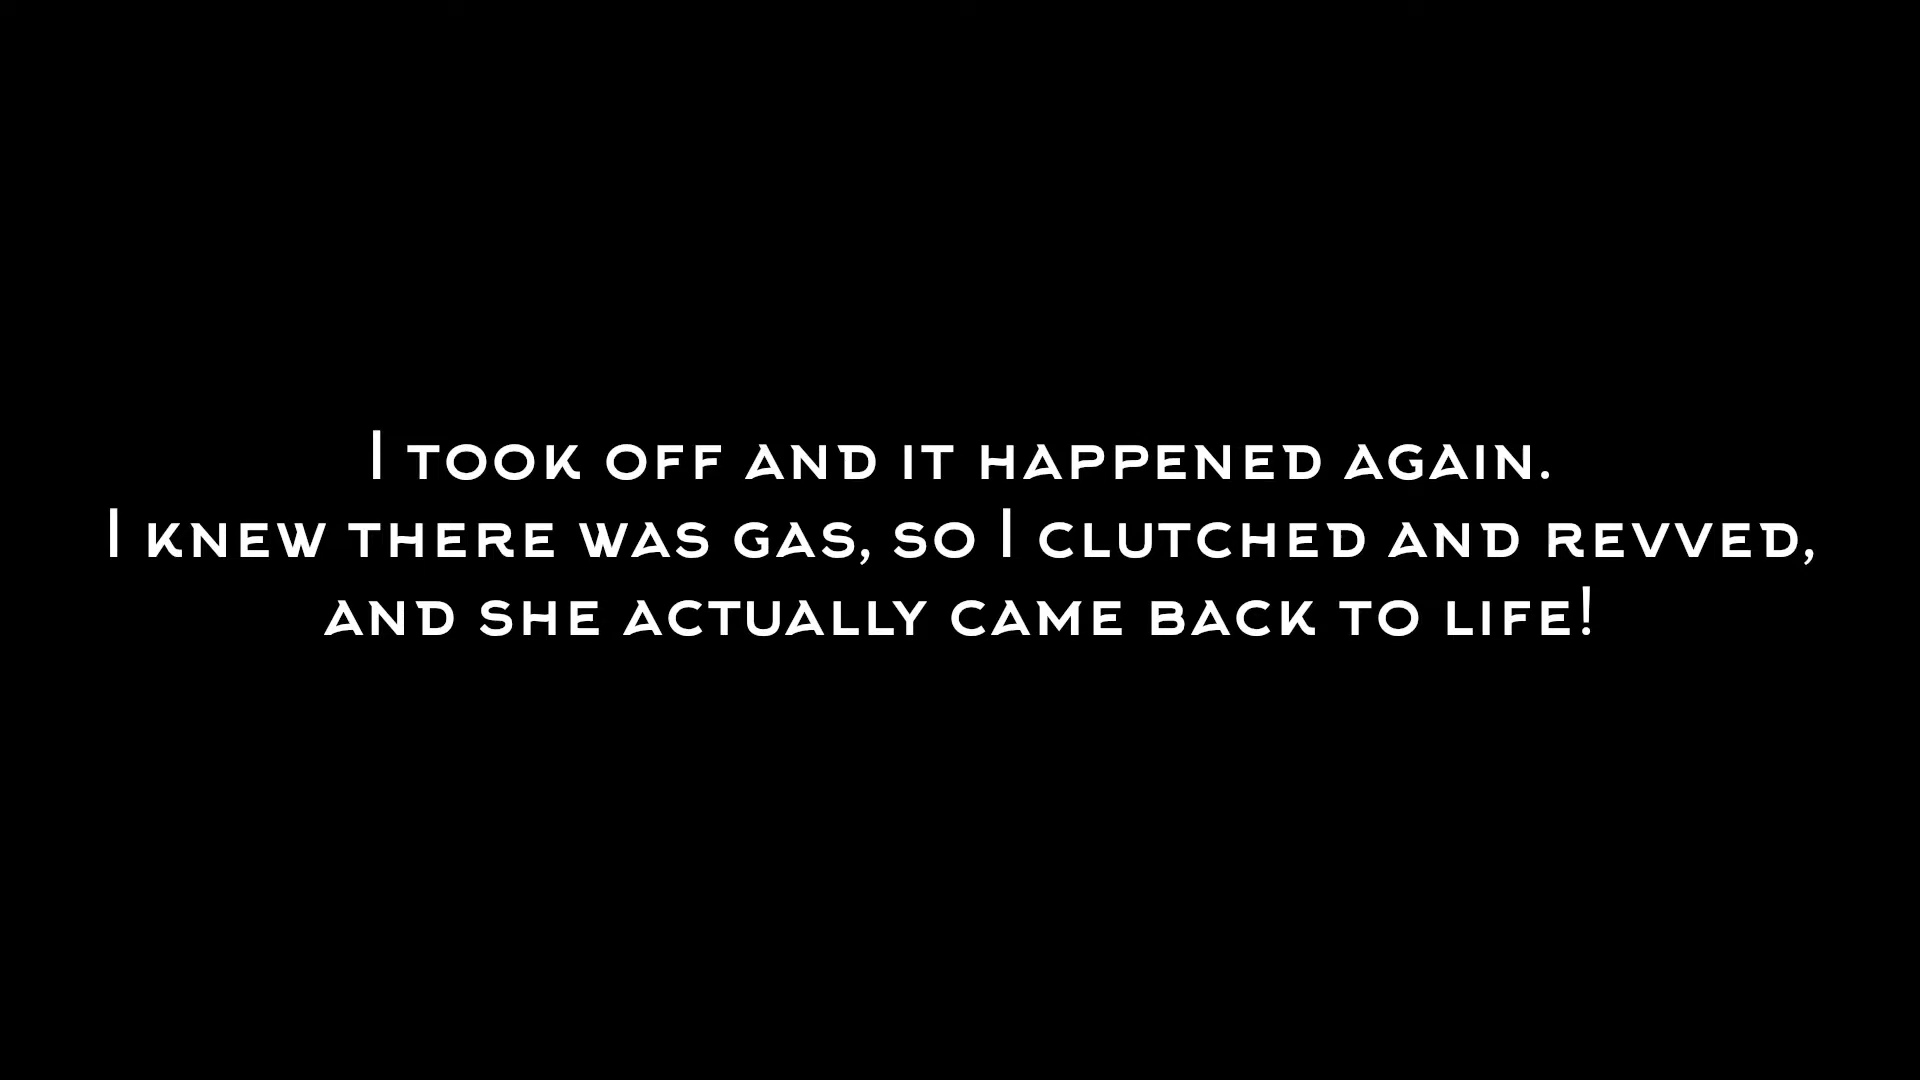 I took off and it happened again.
I knew there was gas, so I clutched and revved,
and she actually came back to life!